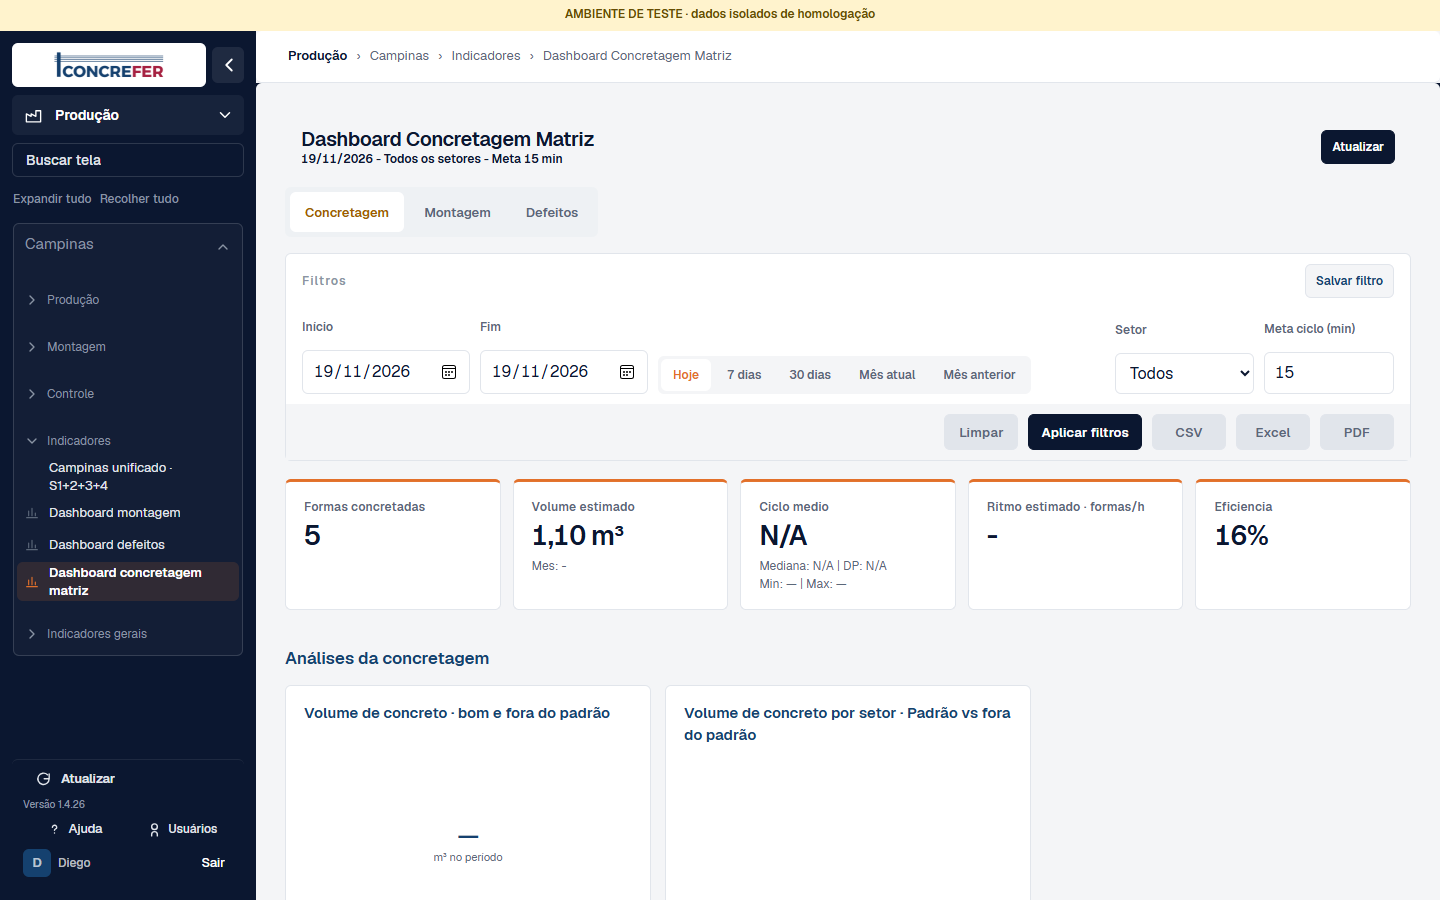 AMBIENTE DE TESTE · dados isolados de homologação
CONCREFER
Produção
Buscar tela
Expandir tudo Recolher tudo
Campinas
Produção
Montagem
Controle
Indicadores
Campinas unificado ·
S1+2+3+4
Dashboard montagem
Dashboard defeitos
Dashboard concretagem
matriz
Indicadores gerais
Atualizar
Versão 1.4.26
? Ajuda Usuários
D Diego Sair
Produção › Campinas › Indicadores › Dashboard Concretagem Matriz
Dashboard Concretagem Matriz
19/11/2026 - Todos os setores - Meta 15 min
Atualizar
Concretagem Montagem Defeitos
Filtros
Salvar filtro
Início Fim Setor Meta ciclo (min)
19/11/2026 19/11/2026 Hoje 7 dias 30 dias Mês atual Mês anterior Todos 15
Limpar Aplicar filtros CSV Excel PDF
Formas concretadas
5
Volume estimado
1,10 m³
Mes: -
Ciclo medio
N/A
Mediana: N/A | DP: N/A
Min: — | Max: —
Ritmo estimado · formas/h
-
Eficiencia
16%
Análises da concretagem
Volume de concreto · bom e fora do padrão
—
m³ no período
Volume de concreto por setor · Padrão vs fora
do padrão